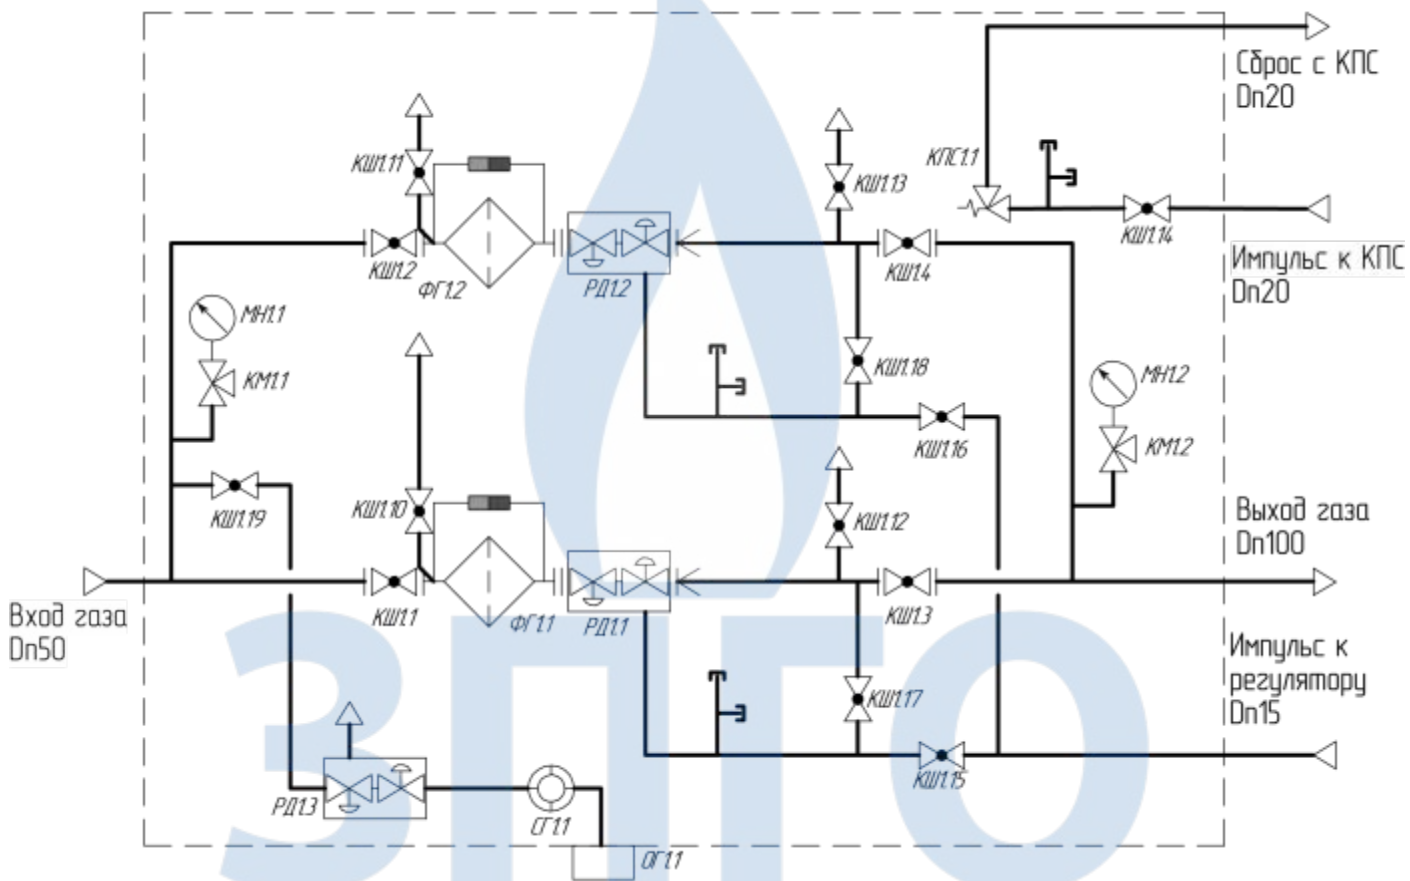 Сброс с КПС
Dn20
КШ1.11
КПС1.1
КШ1.13
КШ1.14
КШ1.2
ФГ1.2
РД1.2
КШ1.4
Импульс к КПС
Dn20
МН1.1
КМ1.1
КШ1.18
МН1.2
КШ1.16
КМ1.2
КШ1.19
КШ1.10
КШ1.12
Выход газа
Dn100
Вход газа
Dn50
КШ1.1
ФГ1.1
РД1.1
КШ1.3
Импульс к
регулятору
Dn15
КШ1.17
КШ1.15
РД1.3
СГ1.1
ОГ1.1
ЗПГО